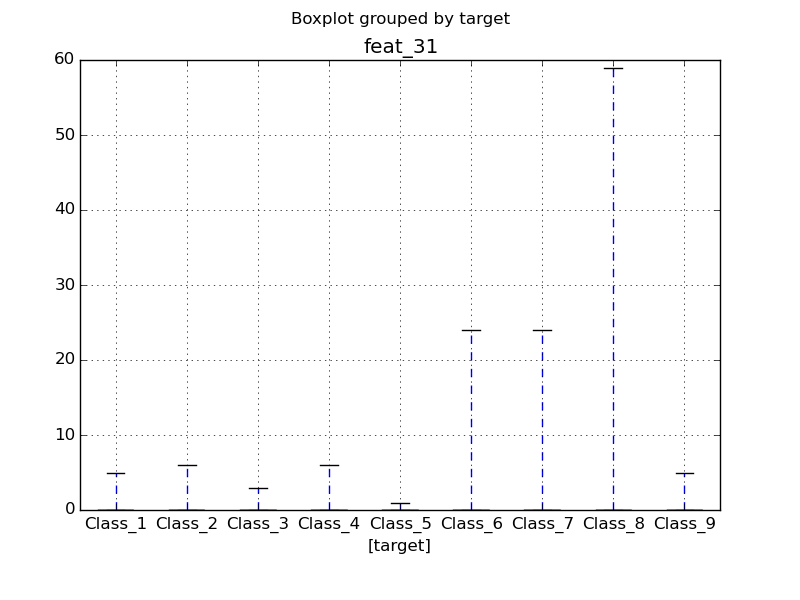 Boxplot grouped by target
feat_31
60
50
40
30
20
10
0
Class_1 Class_2 Class_3 Class_4 Class_5 Class_6 Class_7 Class_8 Class_9
[target]